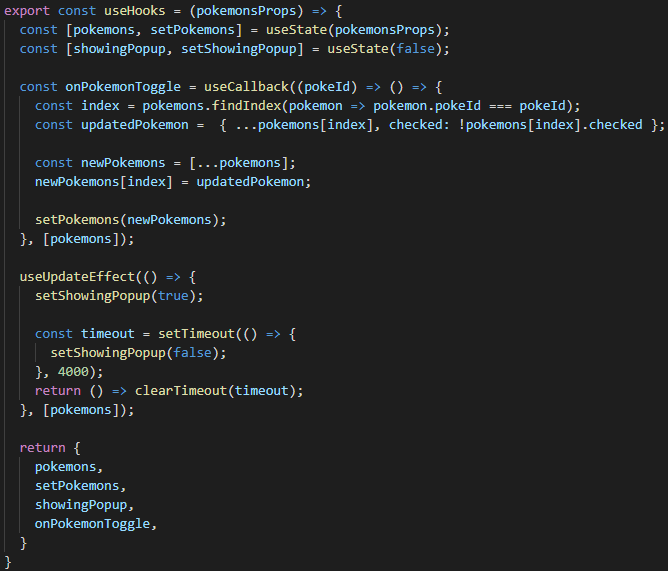 export const useHooks = (pokemonsProps) => {
  const [pokemons, setPokemons] = useState(pokemonsProps);
  const [showingPopup, setShowingPopup] = useState(false);

  const onPokemonToggle = useCallback((pokeId) => () => {
    const index = pokemons.findIndex(pokemon => pokemon.pokeId === pokeId);
    const updatedPokemon =  { ...pokemons[index], checked: !pokemons[index].checked };

    const newPokemons = [...pokemons];
    newPokemons[index] = updatedPokemon;

    setPokemons(newPokemons);
  }, [pokemons]);

  useUpdateEffect(() => {
    setShowingPopup(true);

    const timeout = setTimeout(() => {
      setShowingPopup(false);
    }, 4000);
    return () => clearTimeout(timeout);
  }, [pokemons]);

  return {
    pokemons,
    setPokemons,
    showingPopup,
    onPokemonToggle,
  }
}